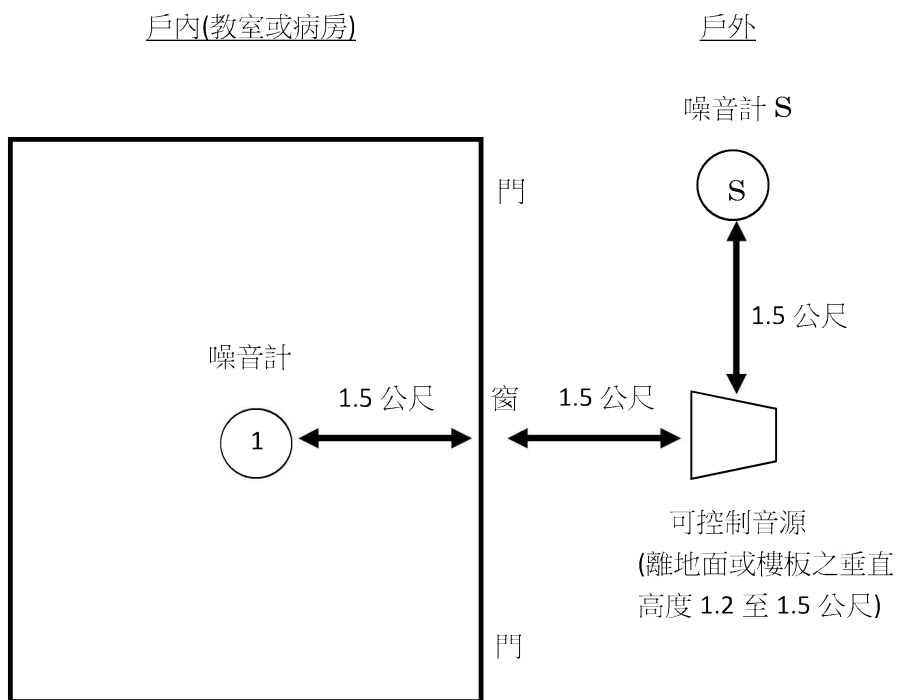 戶內(教室或病房)
戶外
噪音計 S
S
門
1.5 公尺
噪音計
1.5 公尺
窗
1.5 公尺
1
可控制音源
(離地面或樓板之垂直
高度 1.2 至 1.5 公尺)
門